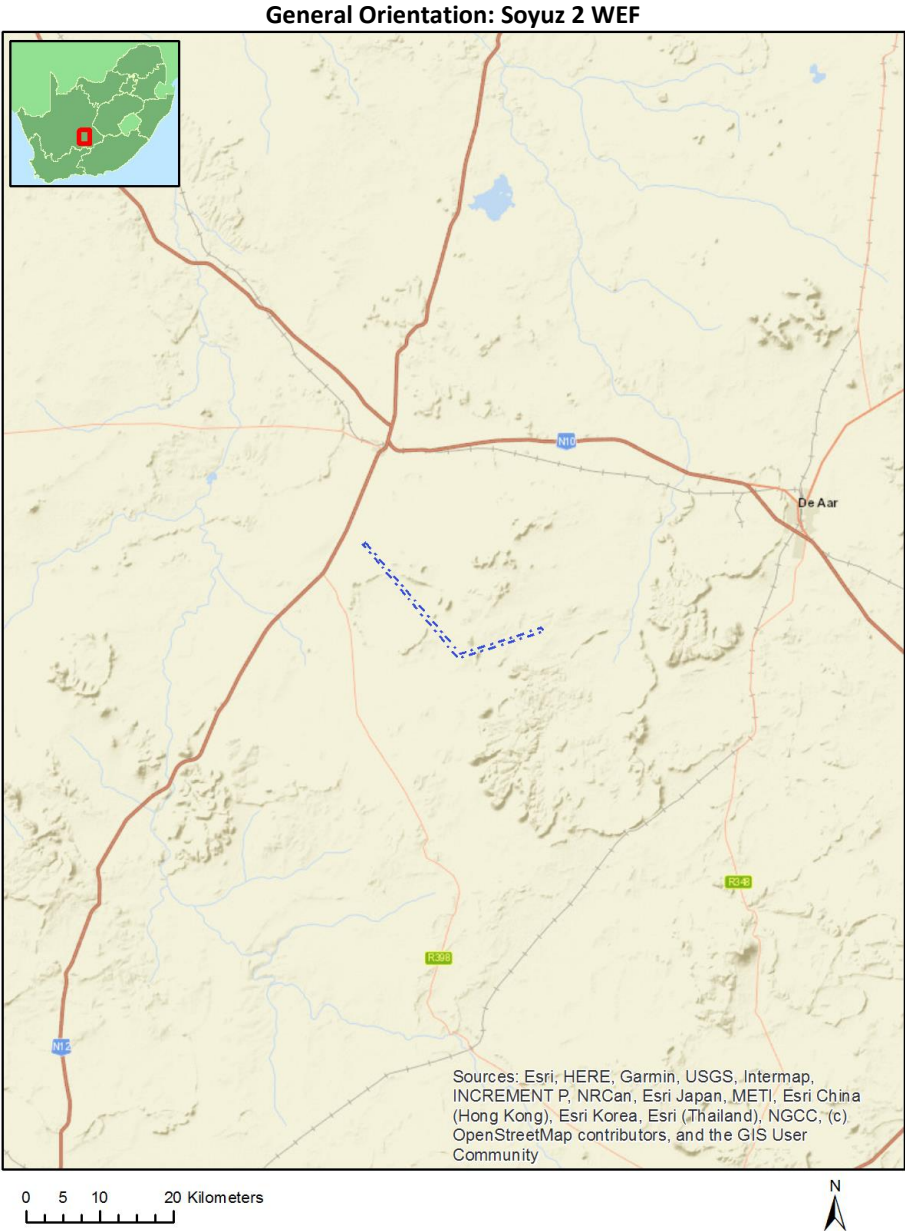 General Orientation: Soyuz 2 WEF
N10
De Aar
R348
R398
N12
Sources: Esri, HERE, Garmin, USGS, Intermap,
INCREMENT P, NRCan, Esri Japan, METI, Esri China
(Hong Kong), Esri Korea, Esri (Thailand), NGCC, (c)
OpenStreetMap contributors, and the GIS User
Community
0 5 10 20 Kilometers
N